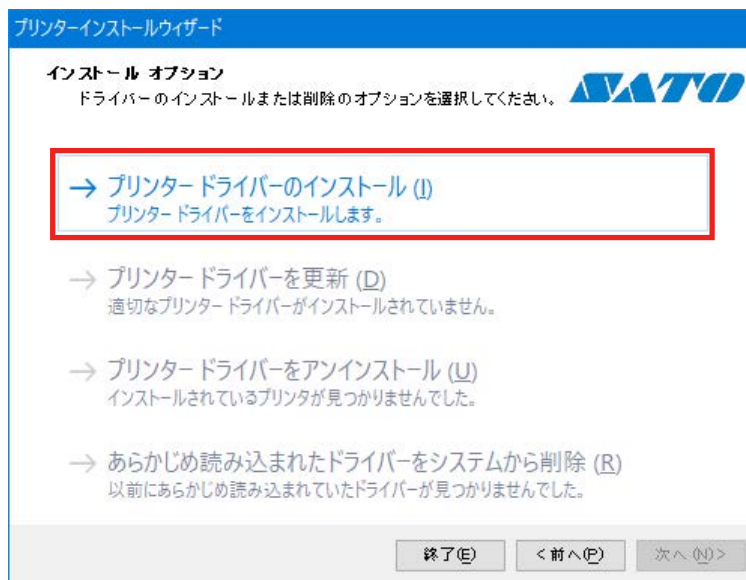 プリンターインストールウィザード
インストール オプション
ドライバーのインストールまたは削除のオプションを選択してください。
SATO
→ プリンター ドライバーのインストール (I)
プリンター ドライバーをインストールします。
→ プリンター ドライバーを更新 (D)
適切なプリンター ドライバーがインストールされていません。
→ プリンター ドライバーをアンインストール (U)
インストールされているプリンタが見つかりませんでした。
→ あらかじめ読み込まれたドライバーをシステムから削除 (R)
以前にあらかじめ読み込まれていたドライバーが見つかりませんでした。
終了(E)
<前へ(P)
次へ(N)>